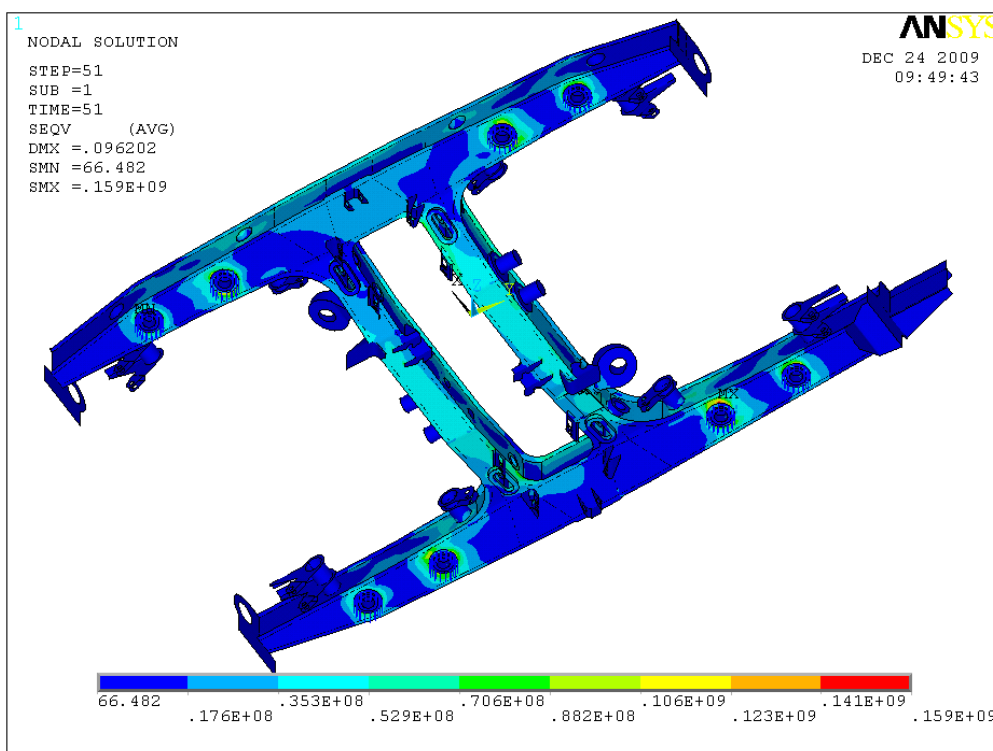 1
ANSYS
NODAL SOLUTION
DEC 24 2009
09:49:43
STEP=51
SUB =1
TIME=51
SEQV (AVG)
DMX =.096202
SMN =66.482
SMX =.159E+09
X Z Y
MX
66.482 .353E+08 .706E+08 .106E+09 .141E+09
.176E+08 .529E+08 .882E+08 .123E+09 .159E+09